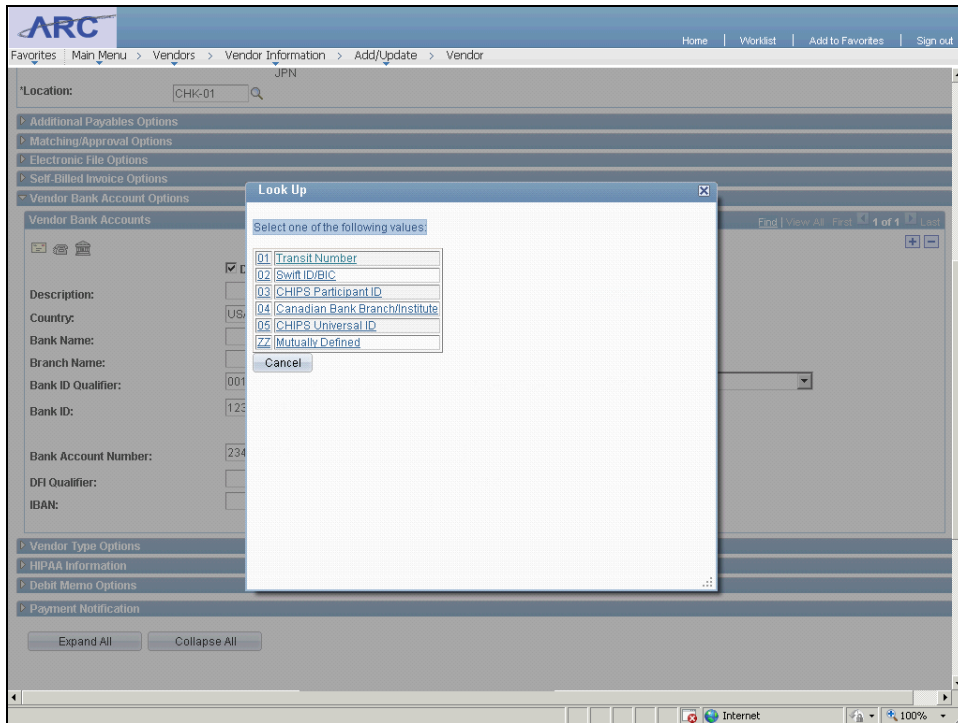 ARC
Home | Worklist | Add to Favorites | Sign out
Favorites Main Menu > Vendors > Vendor Information > Add/Update > Vendor
JPN
*Location: CHK-01
Additional Payables Options
Matching/Approval Options
Electronic File Options
Self-Billed Invoice Options
Vendor Bank Account Options
Vendor Bank Accounts
Find | View All First 1 of 1 Last
Description:
Country:
Bank Name:
Branch Name:
Bank ID Qualifier: 001
Bank ID: 123
Bank Account Number: 234
DFI Qualifier:
IBAN:
Look Up
Select one of the following values:
01 Transit Number
02 Swift ID/BIC
03 CHIPS Participant ID
04 Canadian Bank Branch/Institute
05 CHIPS Universal ID
ZZ Mutually Defined
Cancel
Vendor Type Options
HIPAA Information
Debit Memo Options
Payment Notification
Expand All Collapse All
Internet 100%